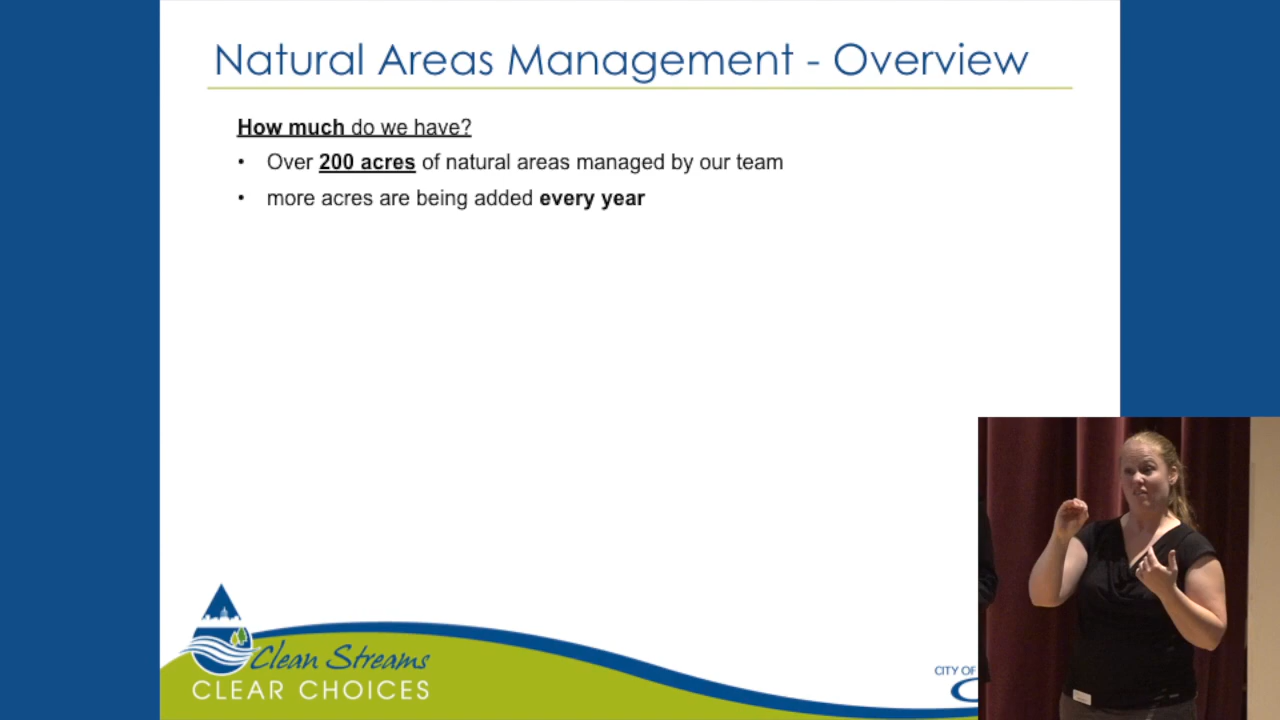 Natural Areas Management - Overview
How much do we have?
• Over 200 acres of natural areas managed by our team
• more acres are being added every year
Clean Streams
CLEAR CHOICES
CITY OF